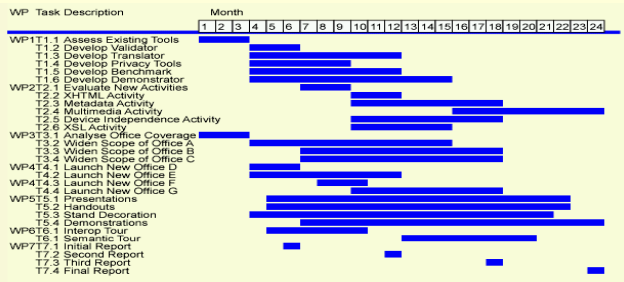 WP Task Description Month
1 2 3 4 5 6 7 8 9 10 11 12 13 14 15 16 17 18 19 20 21 22 23 24
WP1T1.1 Assess Existing Tools
T1.2 Develop Validator
T1.3 Develop Translator
T1.4 Develop Privacy Tools
T1.5 Develop Benchmark
T1.6 Develop Demonstrator
WP2T2.1 Evaluate New Activities
T2.2 XHTML Activity
T2.3 Metadata Activity
T2.4 Multimedia Activity
T2.5 Device Independence Activity
T2.6 XSL Activity
WP3T3.1 Analyse Office Coverage
T3.2 Widen Scope of Office A
T3.3 Widen Scope of Office B
T3.4 Widen Scope of Office C
WP4T4.1 Launch New Office D
T4.2 Launch New Office E
WP4T4.3 Launch New Office F
T4.4 Launch New Office G
WP5T5.1 Presentations
T5.2 Handouts
T5.3 Stand Decoration
T5.4 Demonstrations
WP6T6.1 Interop Tour
T6.1 Semantic Tour
WP7T7.1 Initial Report
T7.2 Second Report
T7.3 Third Report
T7.4 Final Report